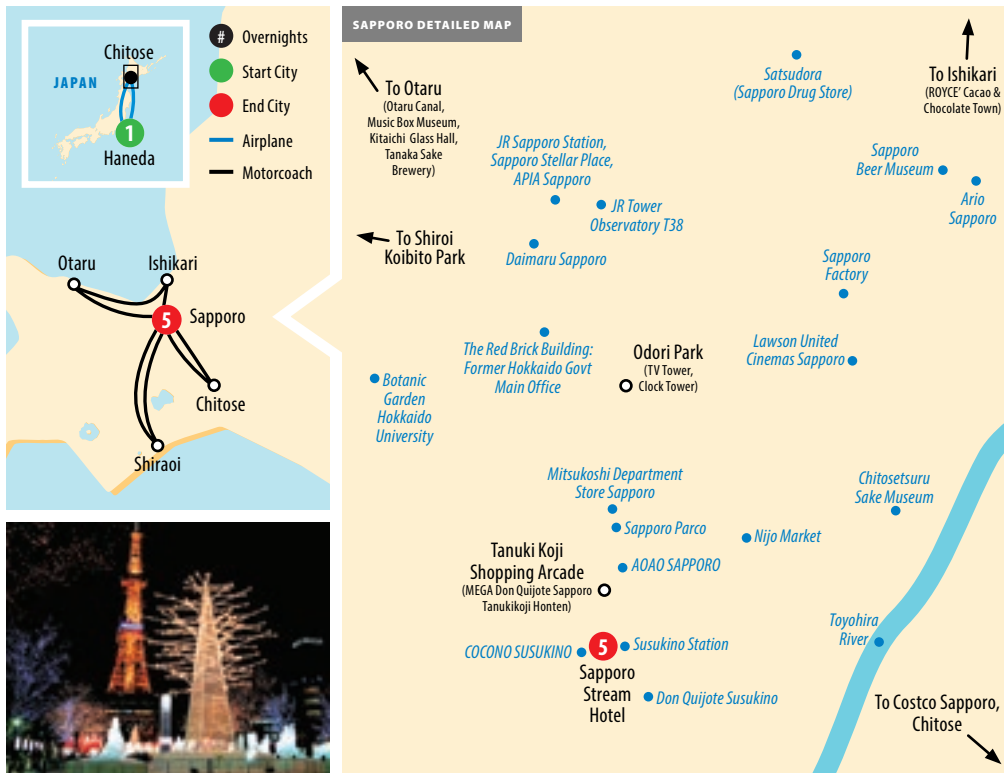 Chitose
JAPAN
1
Haneda
# Overnights
Start City
End City
Airplane
Motorcoach
Otaru
Ishikari
5
Sapporo
Chitose
Shiraoi
SAPPORO DETAILED MAP
To Otaru
(Otaru Canal,
Music Box Museum,
Kitaichi Glass Hall,
Tanaka Sake
Brewery)
Satsudora
(Sapporo Drug Store)
To Ishikari
(ROYCE’ Cacao &
Chocolate Town)
JR Sapporo Station,
Sapporo Stellar Place,
APIA Sapporo
JR Tower
Observatory T38
Sapporo
Beer Museum
Ario
Sapporo
To Shiroi
Koibito Park
Daimaru Sapporo
Sapporo
Factory
The Red Brick Building:
Former Hokkaido Govt
Main Office
Odori Park
(TV Tower,
Clock Tower)
Lawson United
Cinemas Sapporo
Botanic
Garden
Hokkaido
University
Mitsukoshi Department
Store Sapporo
Sapporo Parco
Nijo Market
Chitosetsuru
Sake Museum
Tanuki Koji
Shopping Arcade
(MEGA Don Quijote Sapporo
Tanukikoji Honten)
AOAO SAPPORO
COCONO SUSUKINO
5
Susukino Station
Sapporo
Stream
Hotel
Don Quijote Susukino
Toyohira
River
To Costco Sapporo,
Chitose